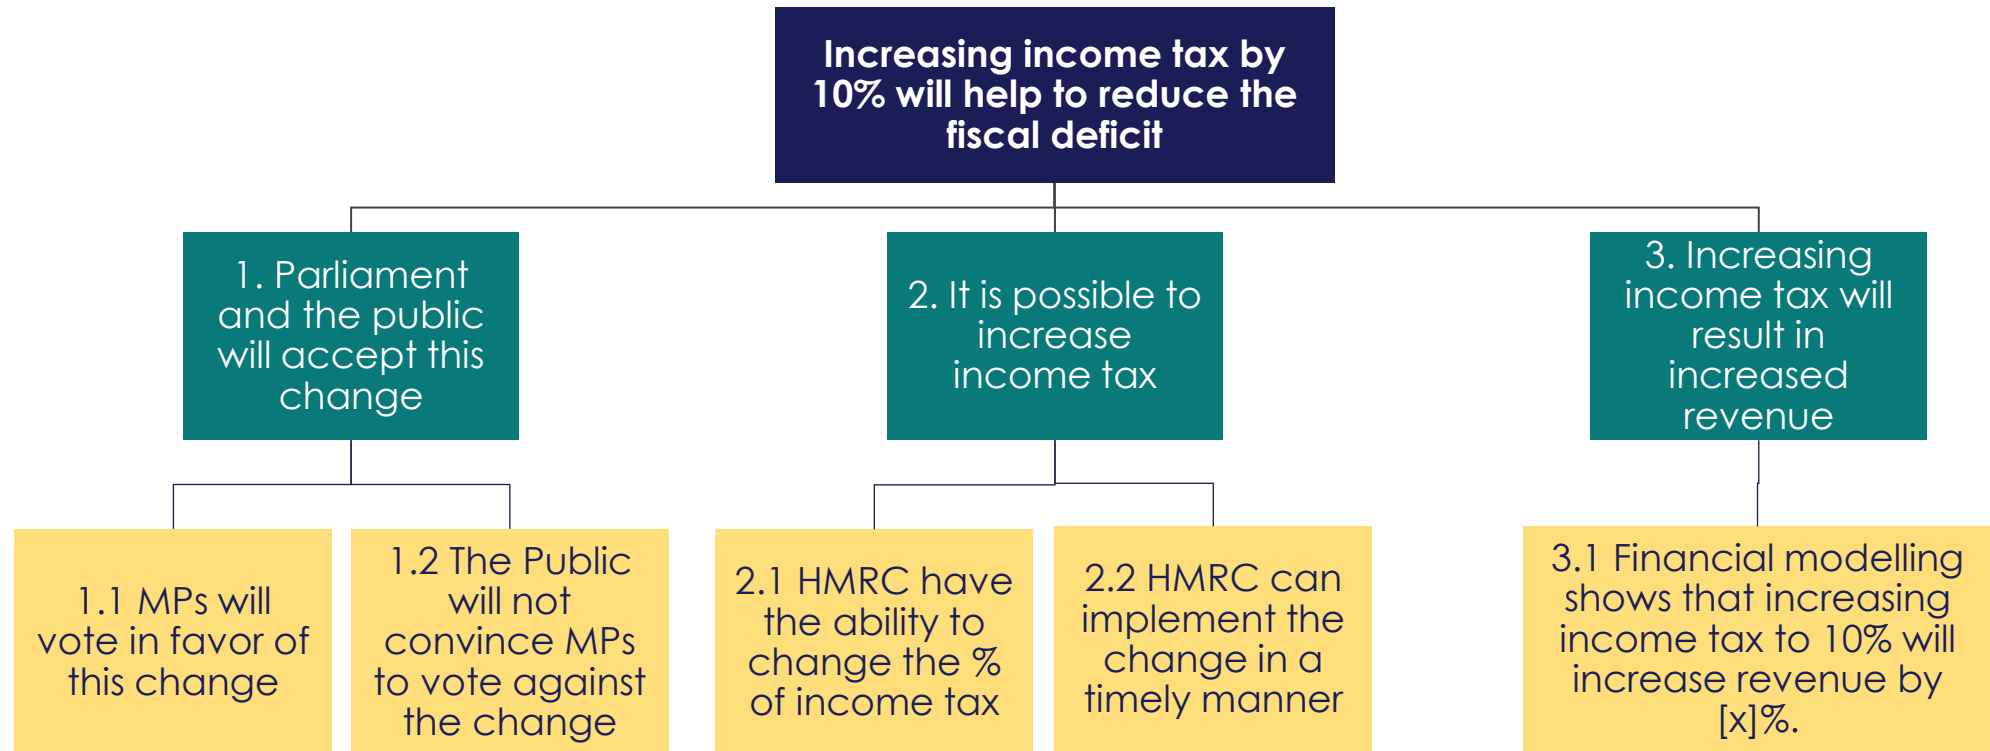 Increasing income tax by
10% will help to reduce the
fiscal deficit
1. Parliament
and the public
will accept this
change
2. It is possible to
increase
income tax
3. Increasing
income tax will
result in
increased
revenue
1.1 MPs will
vote in favor of
this change
1.2 The Public
will not
convince MPs
to vote against
the change
2.1 HMRC have
the ability to
change the %
of income tax
2.2 HMRC can
implement the
change in a
timely manner
3.1 Financial modelling
shows that increasing
income tax to 10% will
increase revenue by
[x]%.